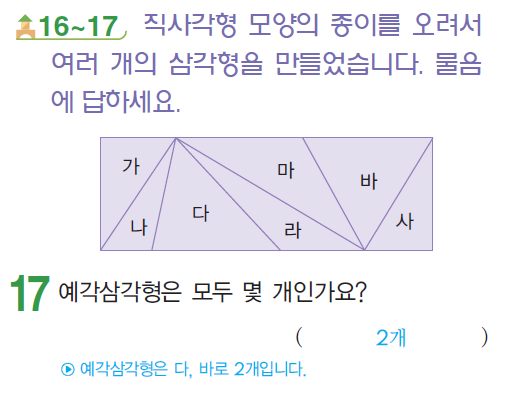 16~17 직사각형 모양의 종이를 오려서
여러 개의 삼각형을 만들었습니다. 물음
에 답하세요.
가
마
바
다
사
나
라
17 예각삼각형은 모두 몇 개인가요?
( 2개 )
예각삼각형은 다, 바로 2개입니다.